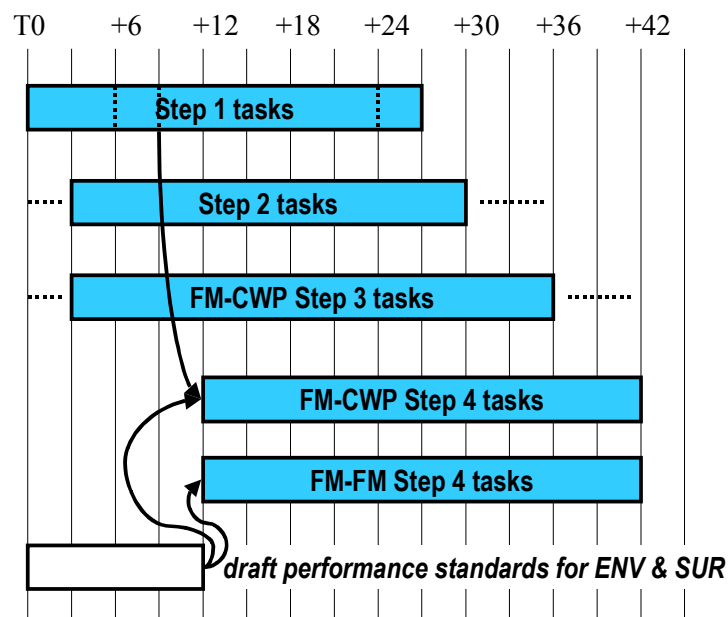 T0 +6 +12 +18 +24 +30 +36 +42
Step 1 tasks
Step 2 tasks
FM-CWP Step 3 tasks
FM-CWP Step 4 tasks
FM-FM Step 4 tasks
draft performance standards for ENV & SUR